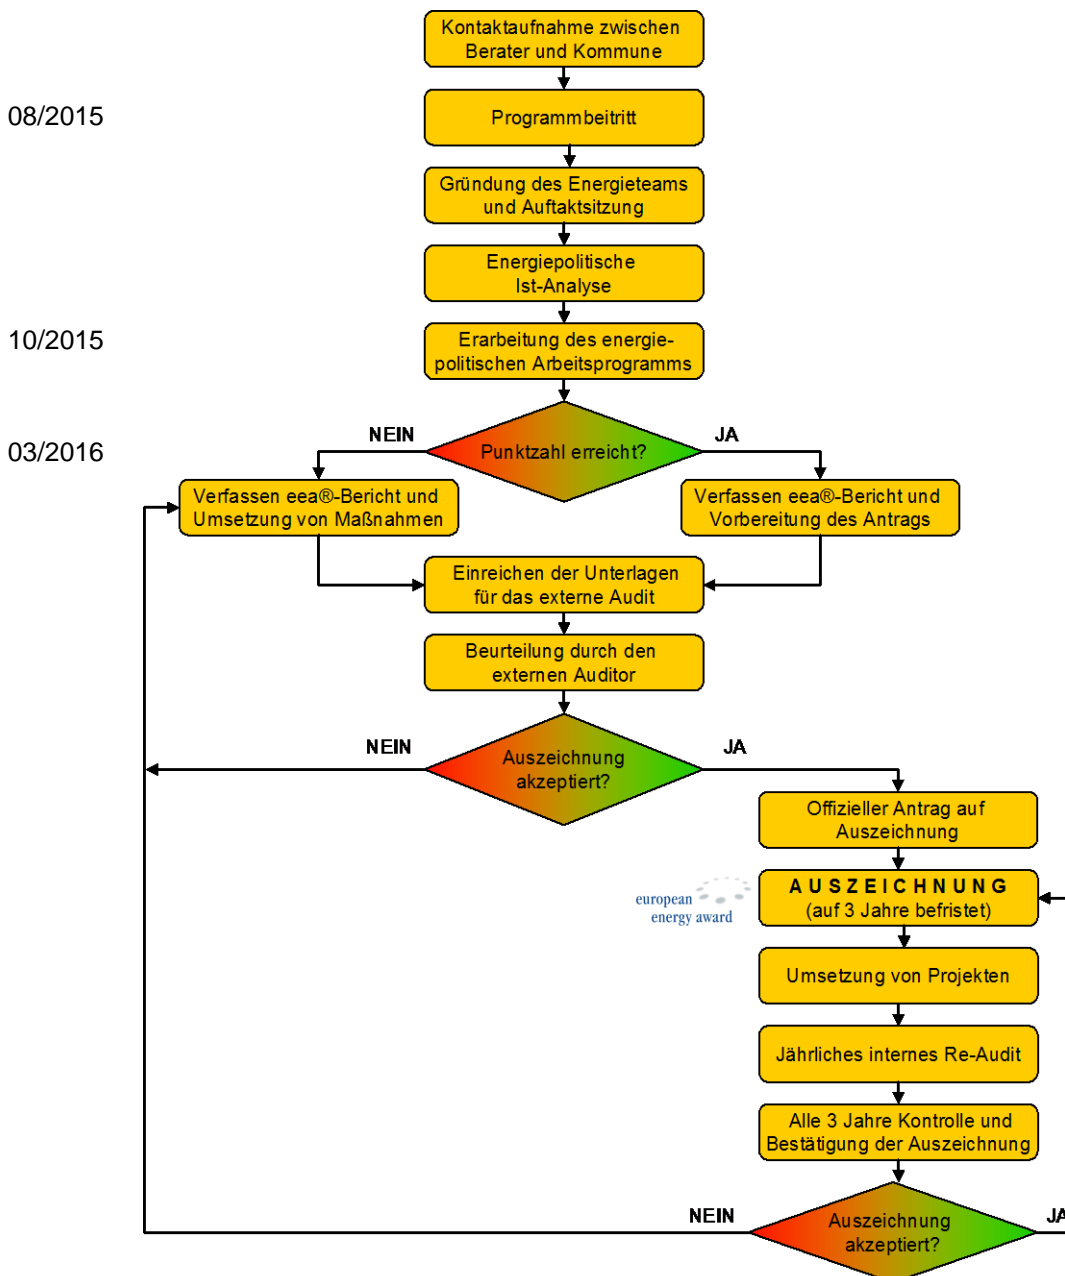 Kontaktaufnahme zwischen
Berater und Kommune
08/2015
Programmbeitritt
Gründung des Energieteams
und Auftaktsitzung
Energiepolitische
Ist-Analyse
10/2015
Erarbeitung des energie-
politischen Arbeitsprogramms
03/2016
NEIN
Punktzahl erreicht?
JA
Verfassen eea®-Bericht und
Umsetzung von Maßnahmen
Verfassen eea®-Bericht und
Vorbereitung des Antrags
Einreichen der Unterlagen
für das externe Audit
Beurteilung durch den
externen Auditor
NEIN
Auszeichnung
akzeptiert?
JA
Offizieller Antrag auf
Auszeichnung
european
energy award
AUSZEICHNUNG
(auf 3 Jahre befristet)
Umsetzung von Projekten
Jährliches internes Re-Audit
Alle 3 Jahre Kontrolle und
Bestätigung der Auszeichnung
NEIN
Auszeichnung
akzeptiert?
JA